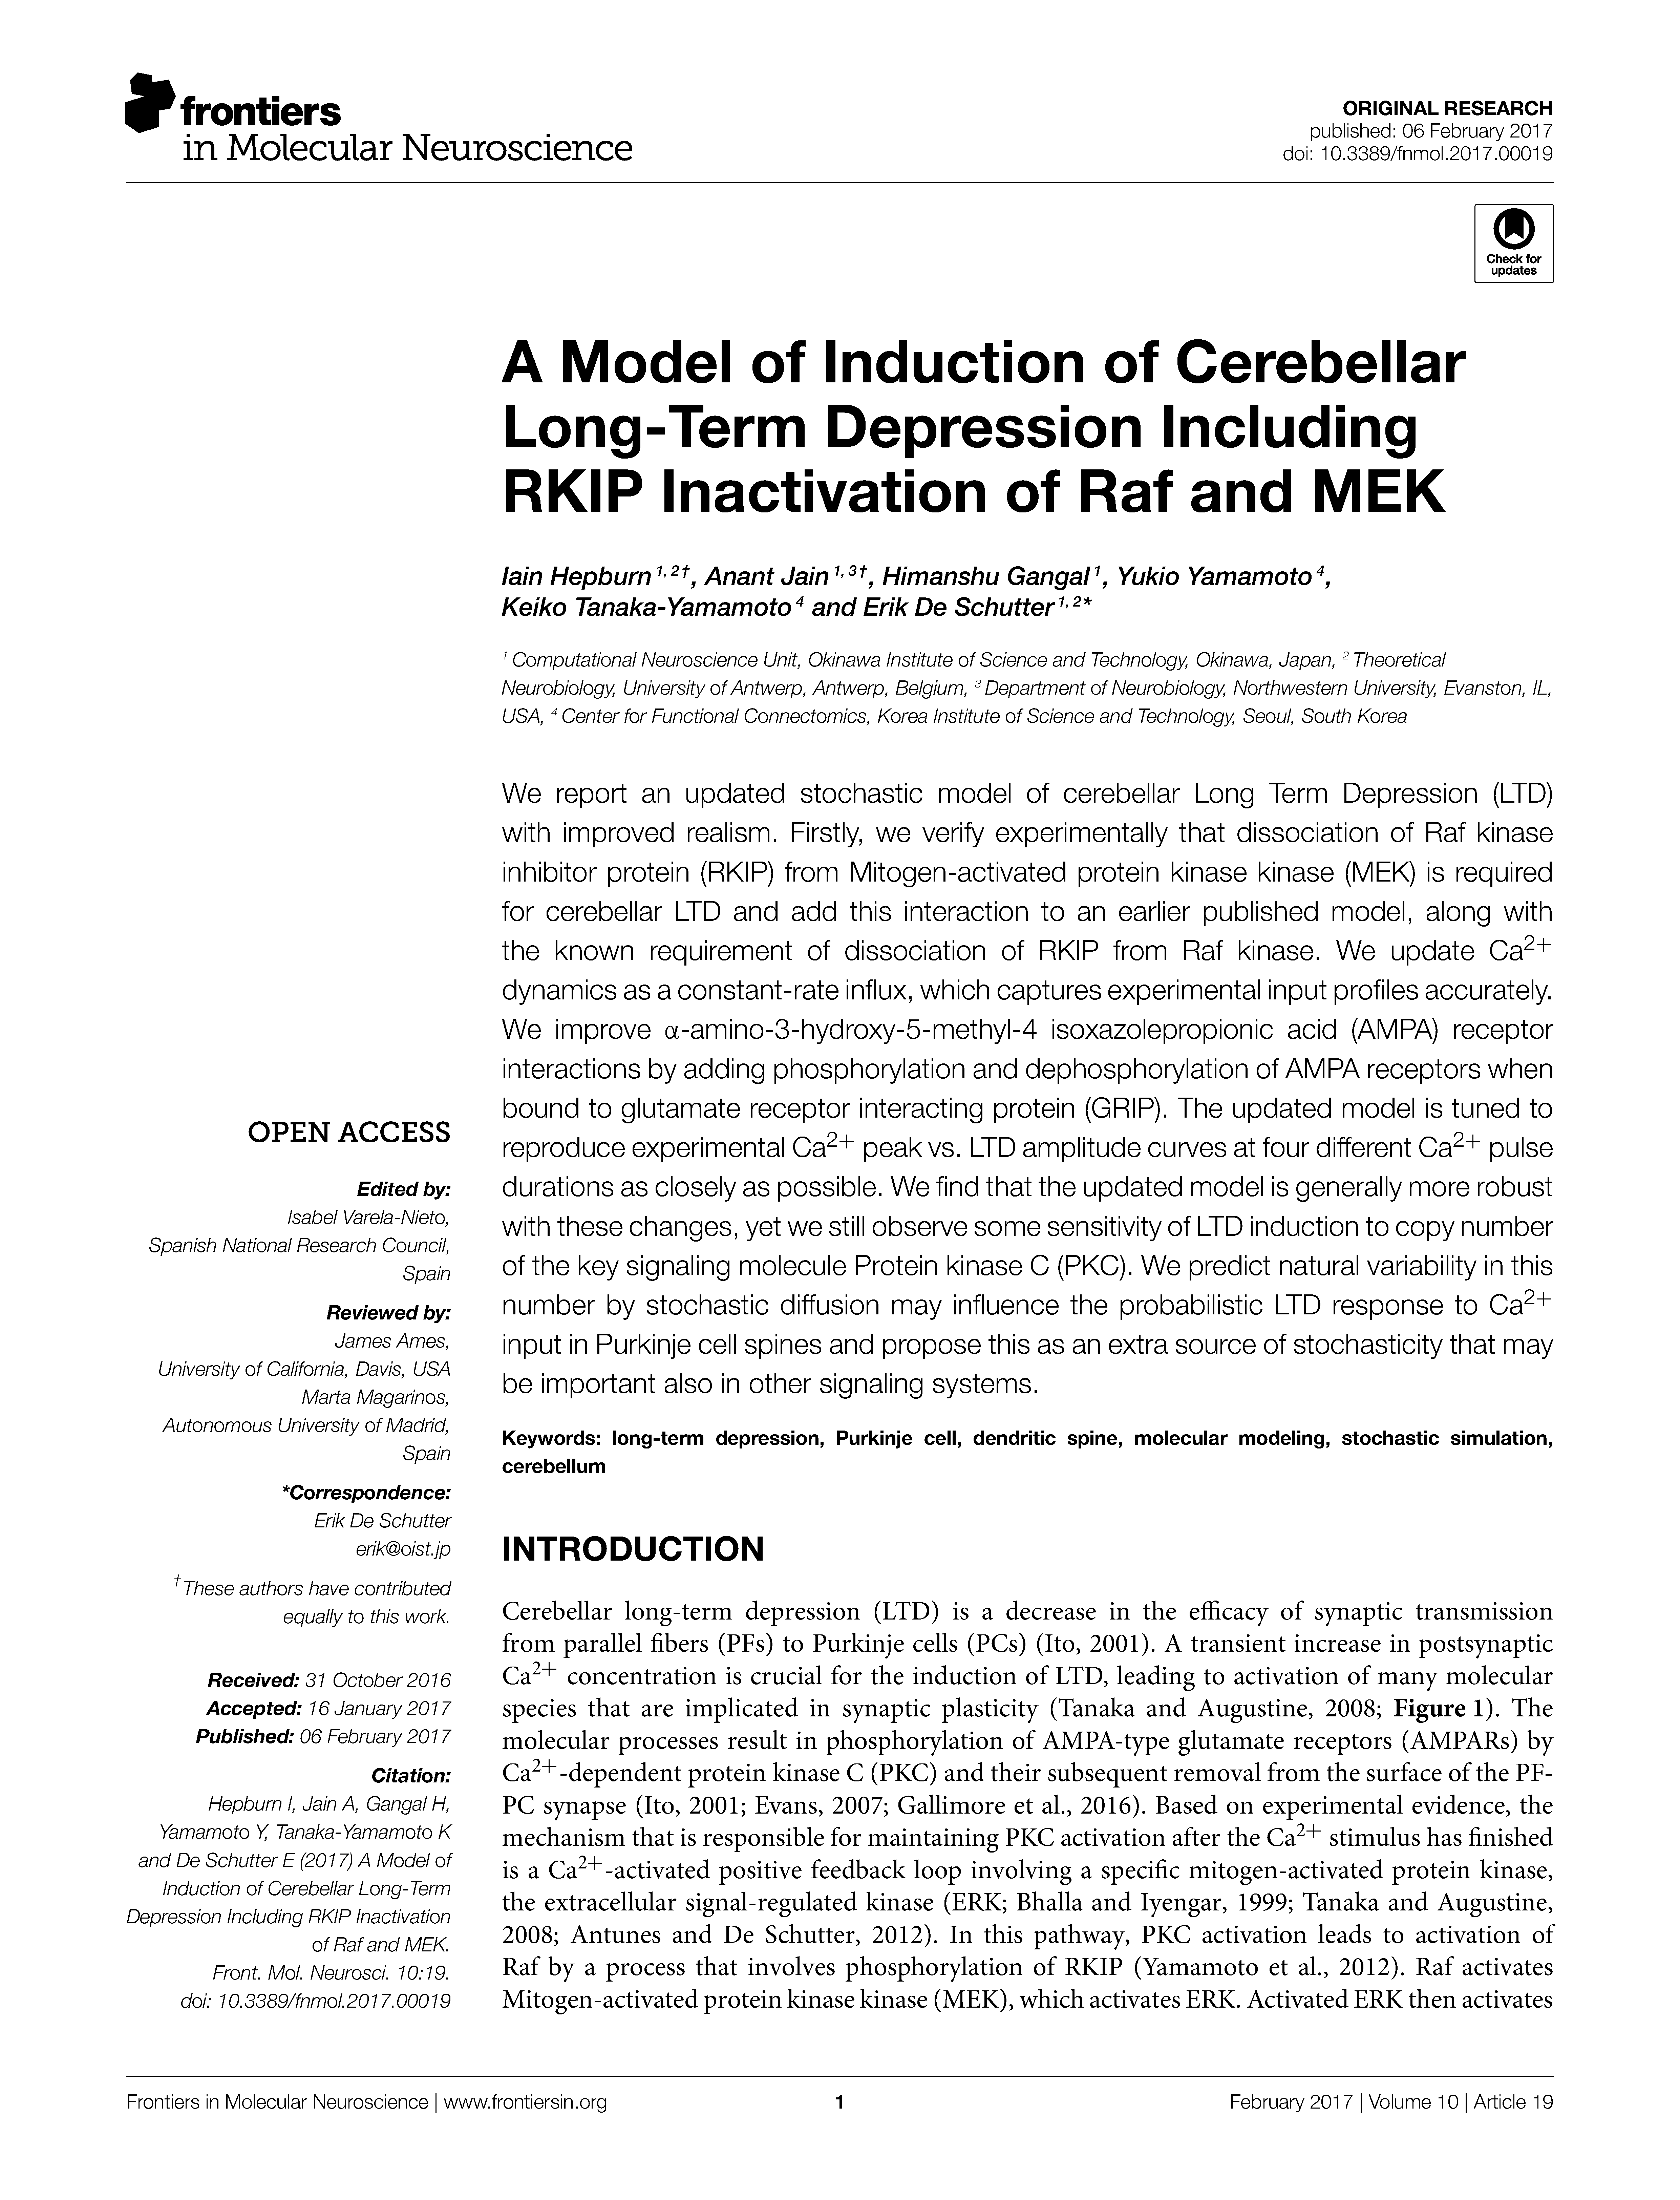 frontiers
in Molecular Neuroscience
ORIGINAL RESEARCH
published: 06 February 2017
doi: 10.3389/fnmol.2017.00019
Check for
updates
A Model of Induction of Cerebellar
Long-Term Depression Including
RKIP Inactivation of Raf and MEK
Iain Hepburn 1, 2†, Anant Jain 1, 3†, Himanshu Gangal 1, Yukio Yamamoto 4,
Keiko Tanaka-Yamamoto 4 and Erik De Schutter 1, 2*
1 Computational Neuroscience Unit, Okinawa Institute of Science and Technology, Okinawa, Japan, 2 Theoretical
Neurobiology, University of Antwerp, Antwerp, Belgium, 3 Department of Neurobiology, Northwestern University, Evanston, IL,
USA, 4 Center for Functional Connectomics, Korea Institute of Science and Technology, Seoul, South Korea
We report an updated stochastic model of cerebellar Long Term Depression (LTD)
with improved realism. Firstly, we verify experimentally that dissociation of Raf kinase
inhibitor protein (RKIP) from Mitogen-activated protein kinase kinase (MEK) is required
for cerebellar LTD and add this interaction to an earlier published model, along with
the known requirement of dissociation of RKIP from Raf kinase. We update Ca2+
dynamics as a constant-rate influx, which captures experimental input profiles accurately.
We improve α-amino-3-hydroxy-5-methyl-4 isoxazolepropionic acid (AMPA) receptor
interactions by adding phosphorylation and dephosphorylation of AMPA receptors when
bound to glutamate receptor interacting protein (GRIP). The updated model is tuned to
reproduce experimental Ca2+ peak vs. LTD amplitude curves at four different Ca2+ pulse
durations as closely as possible. We find that the updated model is generally more robust
with these changes, yet we still observe some sensitivity of LTD induction to copy number
of the key signaling molecule Protein kinase C (PKC). We predict natural variability in this
number by stochastic diffusion may influence the probabilistic LTD response to Ca2+
input in Purkinje cell spines and propose this as an extra source of stochasticity that may
be important also in other signaling systems.
Keywords: long-term depression, Purkinje cell, dendritic spine, molecular modeling, stochastic simulation,
cerebellum
OPEN ACCESS
Edited by:
Isabel Varela-Nieto,
Spanish National Research Council,
Spain
Reviewed by:
James Ames,
University of California, Davis, USA
Marta Magarinos,
Autonomous University of Madrid,
Spain
*Correspondence:
Erik De Schutter
erik@oist.jp
†These authors have contributed
equally to this work.
Received: 31 October 2016
Accepted: 16 January 2017
Published: 06 February 2017
Citation:
Hepburn I, Jain A, Gangal H,
Yamamoto Y, Tanaka-Yamamoto K
and De Schutter E (2017) A Model of
Induction of Cerebellar Long-Term
Depression Including RKIP Inactivation
of Raf and MEK.
Front. Mol. Neurosci. 10:19.
doi: 10.3389/fnmol.2017.00019
INTRODUCTION
Cerebellar long-term depression (LTD) is a decrease in the efficacy of synaptic transmission
from parallel fibers (PFs) to Purkinje cells (PCs) (Ito, 2001). A transient increase in postsynaptic
Ca2+ concentration is crucial for the induction of LTD, leading to activation of many molecular
species that are implicated in synaptic plasticity (Tanaka and Augustine, 2008; Figure 1). The
molecular processes result in phosphorylation of AMPA-type glutamate receptors (AMPARs) by
Ca2+-dependent protein kinase C (PKC) and their subsequent removal from the surface of the PF-
PC synapse (Ito, 2001; Evans, 2007; Gallimore et al., 2016). Based on experimental evidence, the
mechanism that is responsible for maintaining PKC activation after the Ca2+ stimulus has finished
is a Ca2+-activated positive feedback loop involving a specific mitogen-activated protein kinase,
the extracellular signal-regulated kinase (ERK; Bhalla and Iyengar, 1999; Tanaka and Augustine,
2008; Antunes and De Schutter, 2012). In this pathway, PKC activation leads to activation of
Raf by a process that involves phosphorylation of RKIP (Yamamoto et al., 2012). Raf activates
Mitogen-activated protein kinase kinase (MEK), which activates ERK. Activated ERK then activates
Frontiers in Molecular Neuroscience | www.frontiersin.org
1
February 2017 | Volume 10 | Article 19